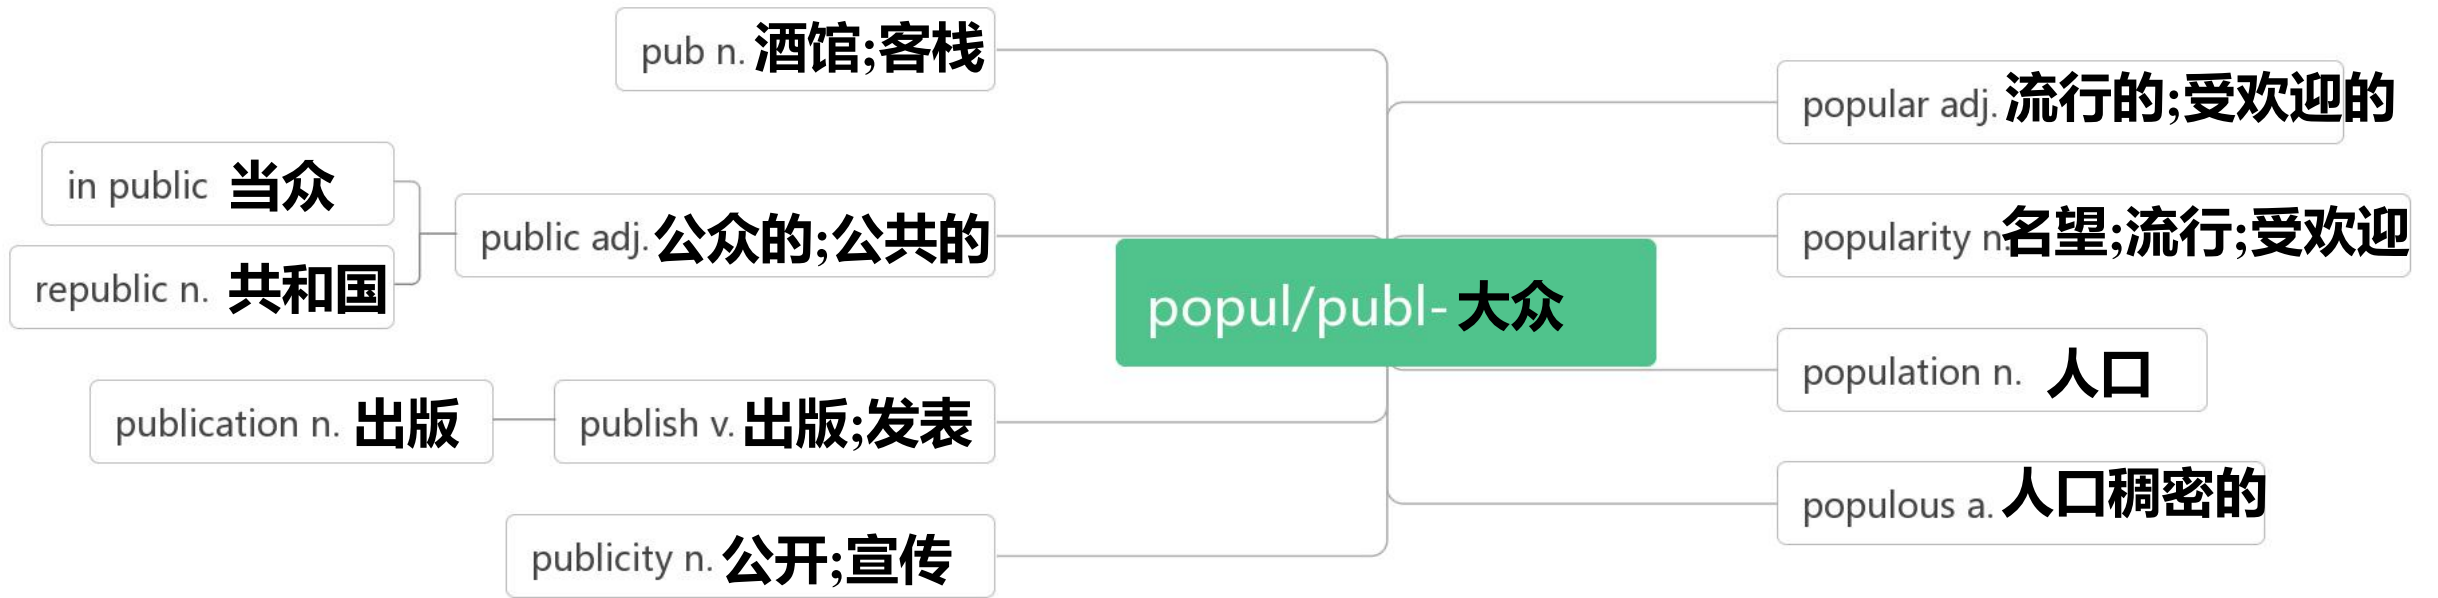 pub n. 酒馆;客栈
in public 当众
public adj. 公众的;公共的
republic n. 共和国
publication n. 出版
publish v. 出版;发表
publicity n. 公开;宣传
popul/publ- 大众
popular adj. 流行的;受欢迎的
popularity n. 名望;流行;受欢迎
population n. 人口
populous a. 人口稠密的